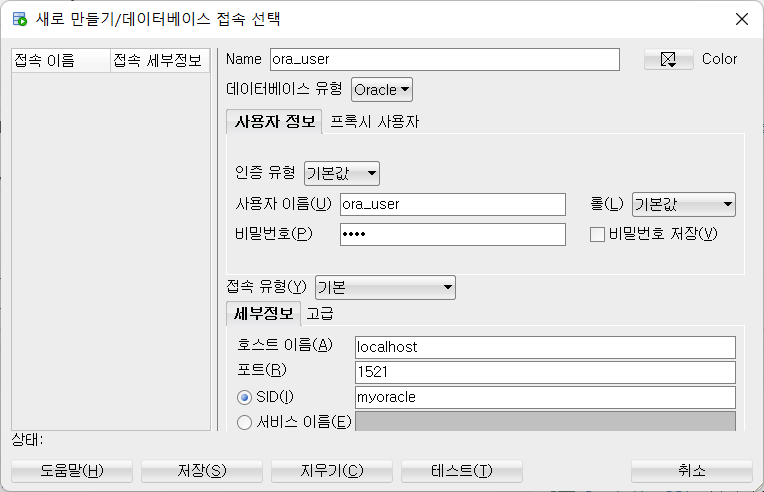 새로 만들기/데이터베이스 접속 선택
접속 이름 접속 세부정보
Name ora_user Color
데이터베이스 유형 Oracle
사용자 정보 프록시 사용자
인증 유형 기본값
사용자 이름(U) ora_user 롤(L) 기본값
비밀번호(P) •••• 비밀번호 저장(V)
접속 유형(Y) 기본
세부정보 고급
호스트 이름(A) localhost
포트(R) 1521
SID(I) myoracle
서비스 이름(E)
상태:
도움말(H) 저장(S) 지우기(C) 테스트(T) 취소